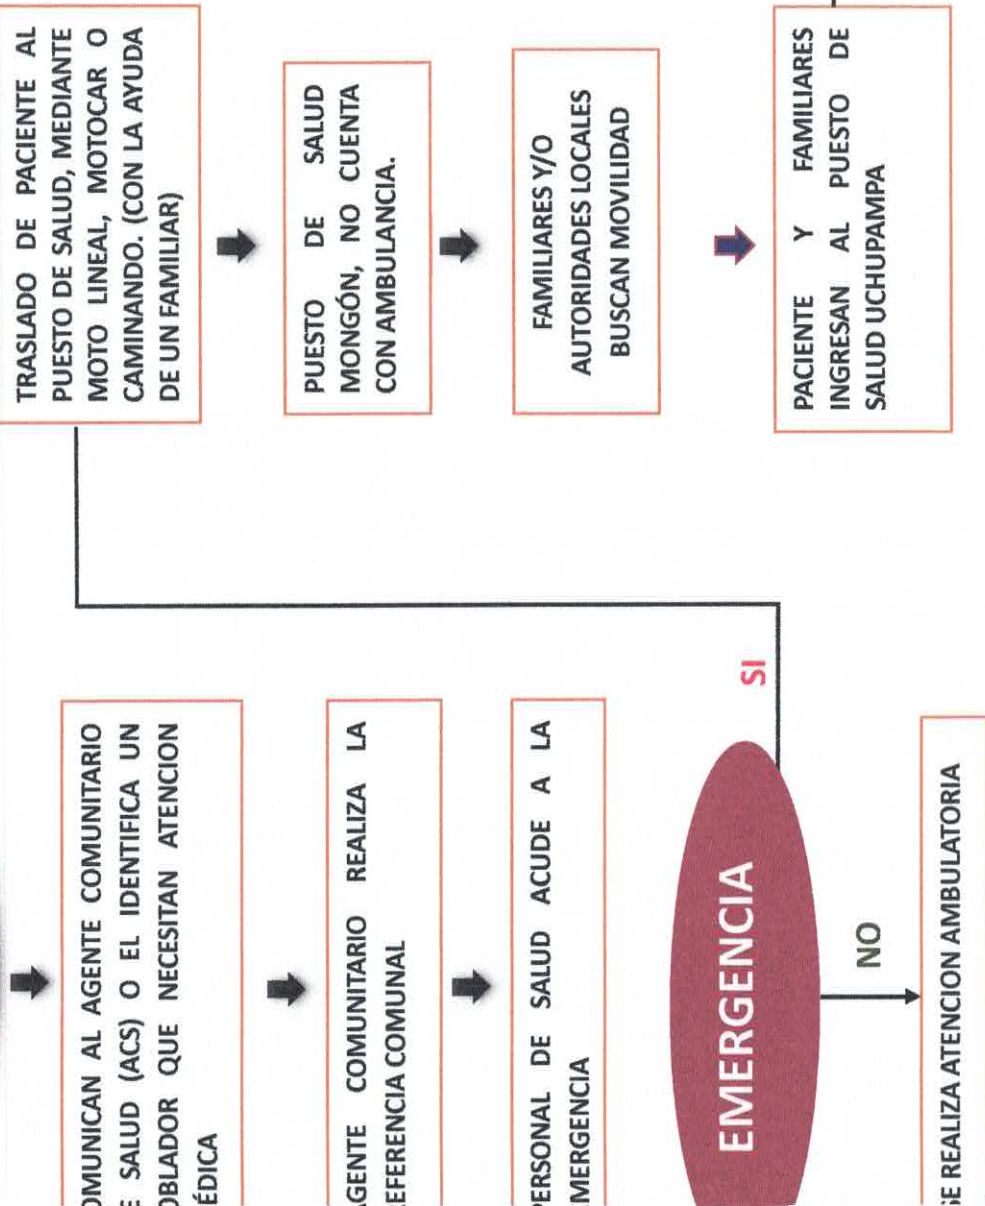 OMUNICAN AL AGENTE COMUNITARIO
E SALUD (ACS) O EL IDENTIFICA UN
OBLADOR QUE NECESITAN ATENCION
ÉDICA
AGENTE COMUNITARIO REALIZA LA
REFERENCIA COMUNAL
PERSONAL DE SALUD ACUDE A LA
MERGENCIA
EMERGENCIA
SI
NO
SE REALIZA ATENCION AMBULATORIA
TRASLADO DE PACIENTE AL
PUESTO DE SALUD, MEDIANTE
MOTO LINEAL, MOTOCAR O
CAMINANDO. (CON LA AYUDA
DE UN FAMILIAR)
PUESTO DE SALUD
MONGÓN, NO CUENTA
CON AMBULANCIA.
FAMILIARES Y/O
AUTORIDADES LOCALES
BUSCAN MOVILIDAD
PACIENTE Y FAMILIARES
INGRESAN AL PUESTO DE
SALUD UCHUPAMPA